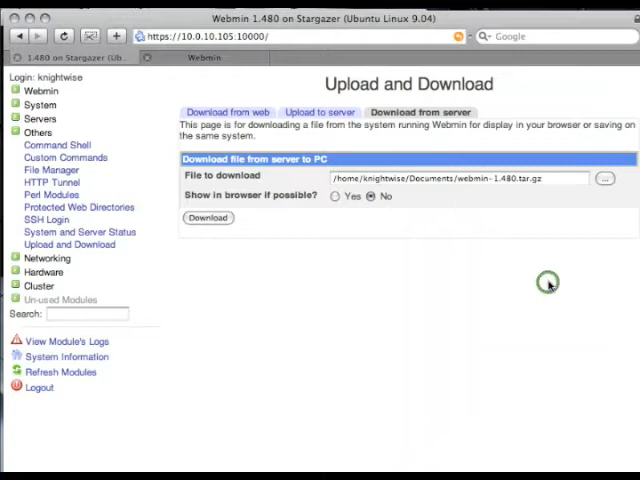 Webmin 1.480 on Stargazer (Ubuntu Linux 9.04)
https://10.0.10.105:10000/
Google
1.480 on Stargazer (Ub...
Webmin
Login: knightwise
Webmin
System
Servers
Others
Command Shell
Custom Commands
File Manager
HTTP Tunnel
Perl Modules
Protected Web Directories
SSH Login
System and Server Status
Upload and Download
Networking
Hardware
Cluster
Un-used Modules
Search:
View Module's Logs
System Information
Refresh Modules
Logout
Upload and Download
Download from web
Upload to server
Download from server
This page is for downloading a file from the system running Webmin for display in your browser or saving on
the same system.
Download file from server to PC
File to download
/home/knightwise/Documents/webmin-1.480.tar.gz
...
Show in browser if possible?
Yes
No
Download